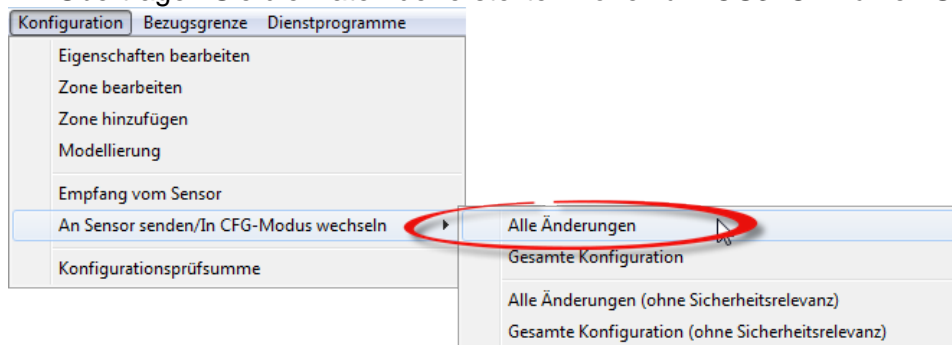 Konfiguration Bezugsgrenze Dienstprogramme
Eigenschaften bearbeiten
Zone bearbeiten
Zone hinzufügen
Modellierung
Empfang vom Sensor
An Sensor senden/In CFG-Modus wechseln
Alle Änderungen
Gesamte Konfiguration
Konfigurationsprüfsumme
Alle Änderungen (ohne Sicherheitsrelevanz)
Gesamte Konfiguration (ohne Sicherheitsrelevanz)